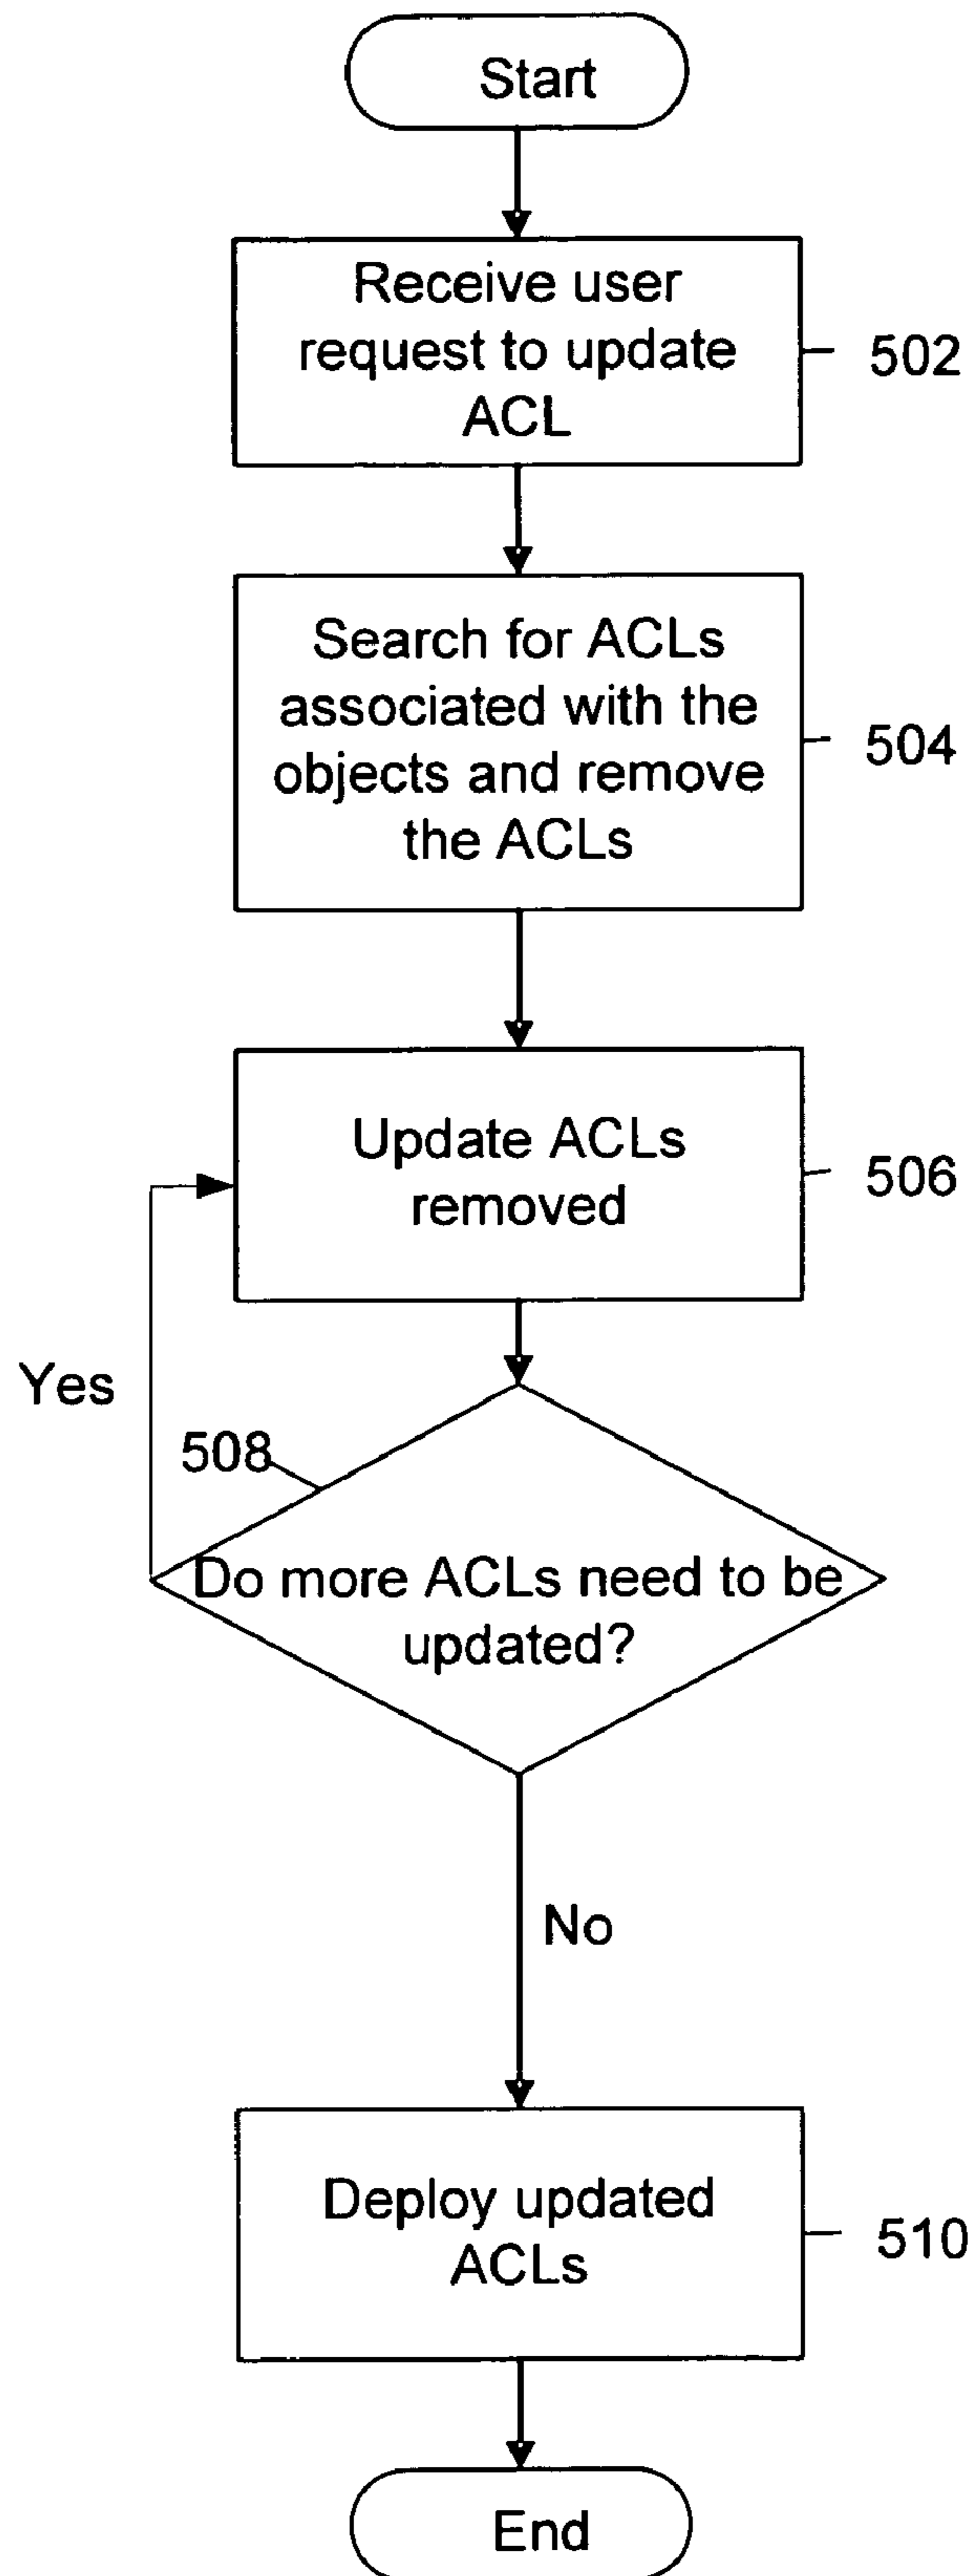 Start
Receive user
request to update
ACL
502
Search for ACLs
associated with the
objects and remove
the ACLs
504
Update ACLs
removed
506
Yes
508
Do more ACLs need to be
updated?
No
Deploy updated
ACLs
510
End